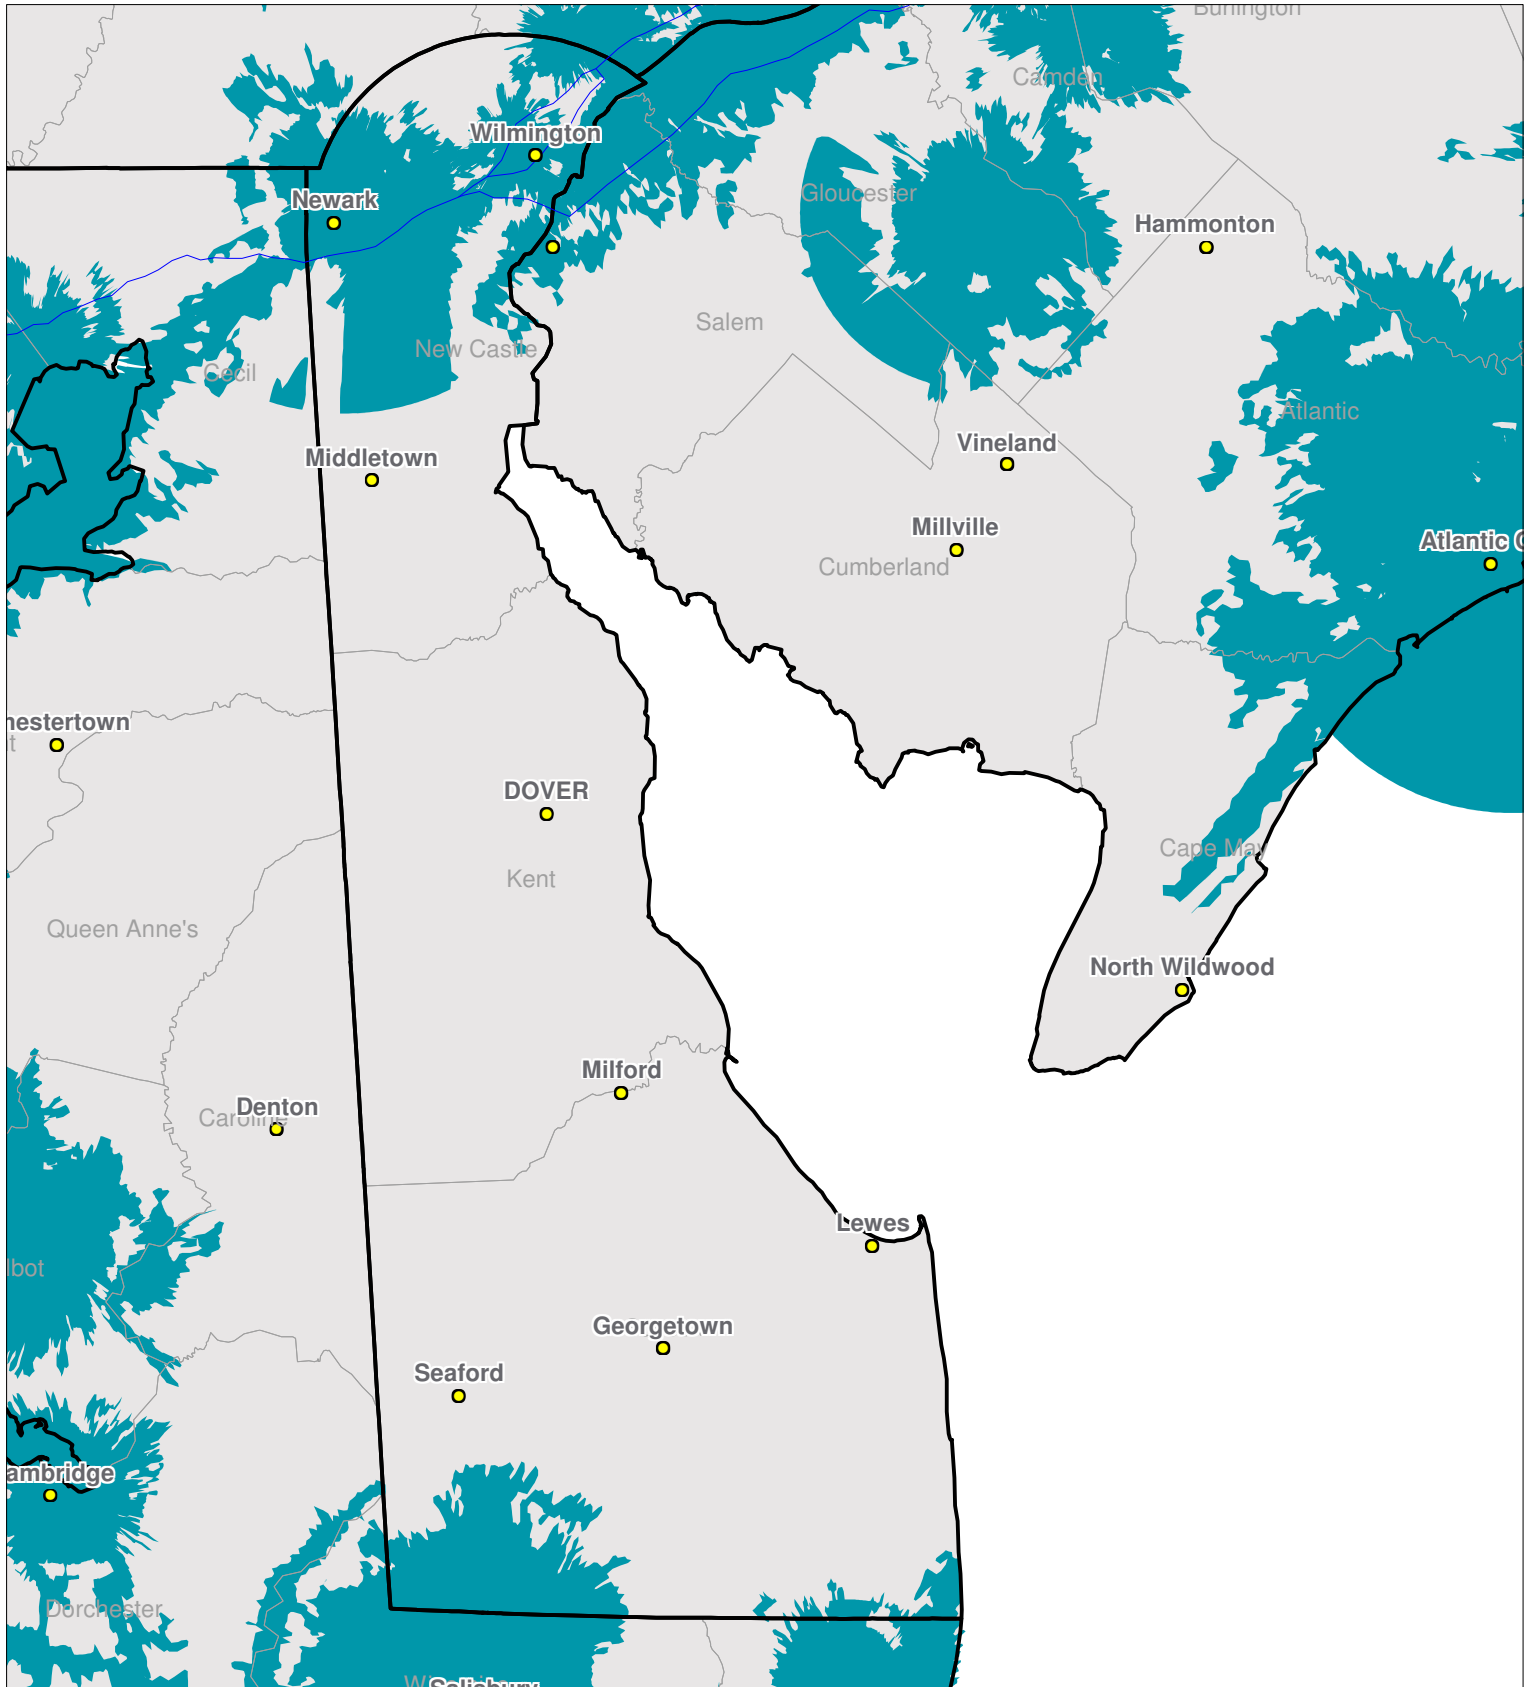 Burlington
Camden
Wilmington
Newark
Gloucester
Hammonton
Salem
New Castle
Cecil
Atlantic
Vineland
Middletown
Millville
Atlantic C
Cumberland
hestertown
t
DOVER
Cape May
Kent
Queen Anne's
North Wildwood
Milford
Denton
Caroline
Lewes
lbot
Georgetown
Seaford
ambridge
Dorchester
Salisbury